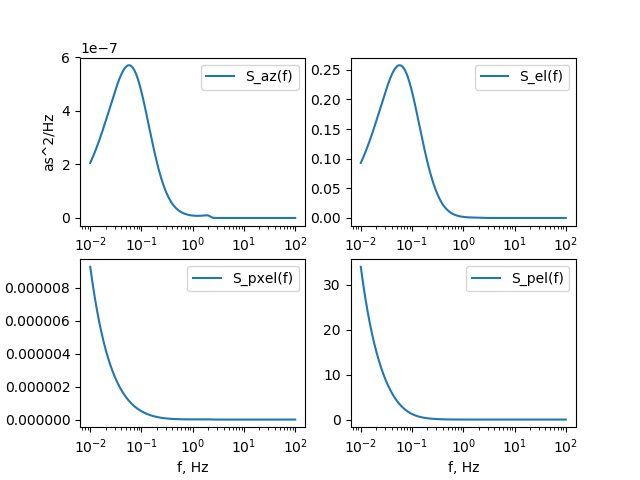 1e−7
6
4
2
0
as^2/Hz
S_az(f)
10^-2 10^-1 10^0 10^1 10^2
0.25
0.20
0.15
0.10
0.05
0.00
S_el(f)
10^-2 10^-1 10^0 10^1 10^2
0.000008
0.000006
0.000004
0.000002
0.000000
S_pxel(f)
10^-2 10^-1 10^0 10^1 10^2
f, Hz
30
20
10
0
S_pel(f)
10^-2 10^-1 10^0 10^1 10^2
f, Hz